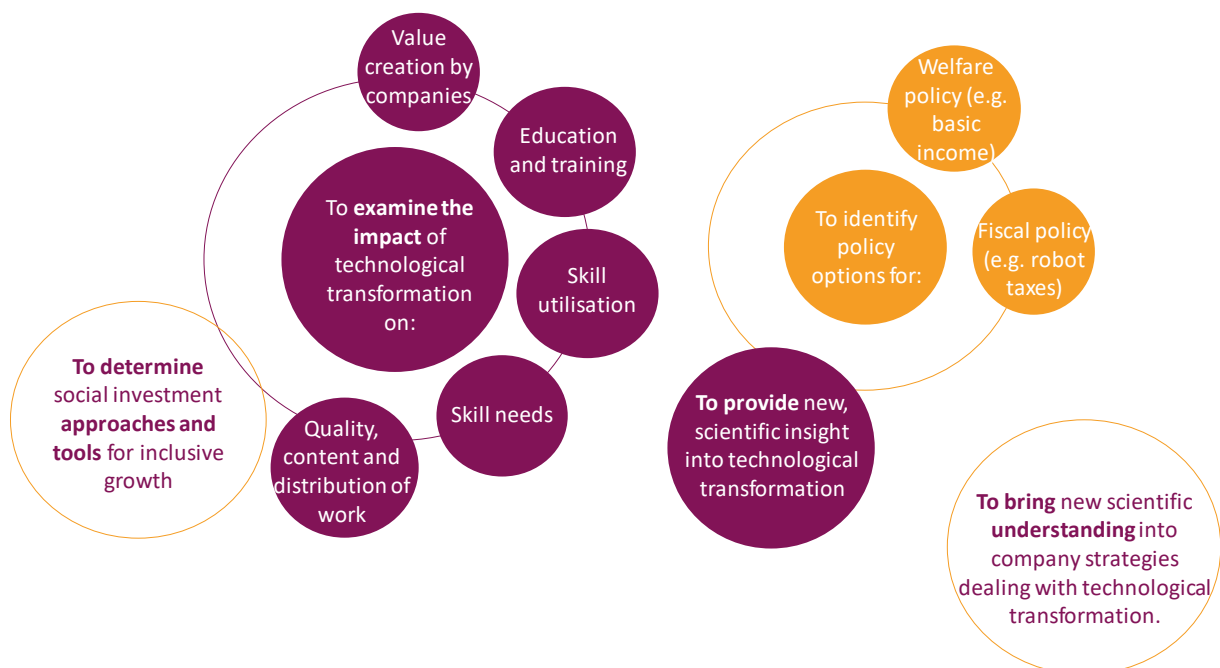 Value
creation by
companies
Education
and training
To examine the
impact of
technological
transformation
on:
Skill
utilisation
Skill needs
Quality,
content and
distribution of
work
To determine
social investment
approaches and
tools for inclusive
growth
Welfare
policy (e.g.
basic
income)
To identify
policy
options for:
Fiscal policy
(e.g. robot
taxes)
To provide new,
scientific insight
into technological
transformation
To bring new scientific
understanding into
company strategies
dealing with technological
transformation.